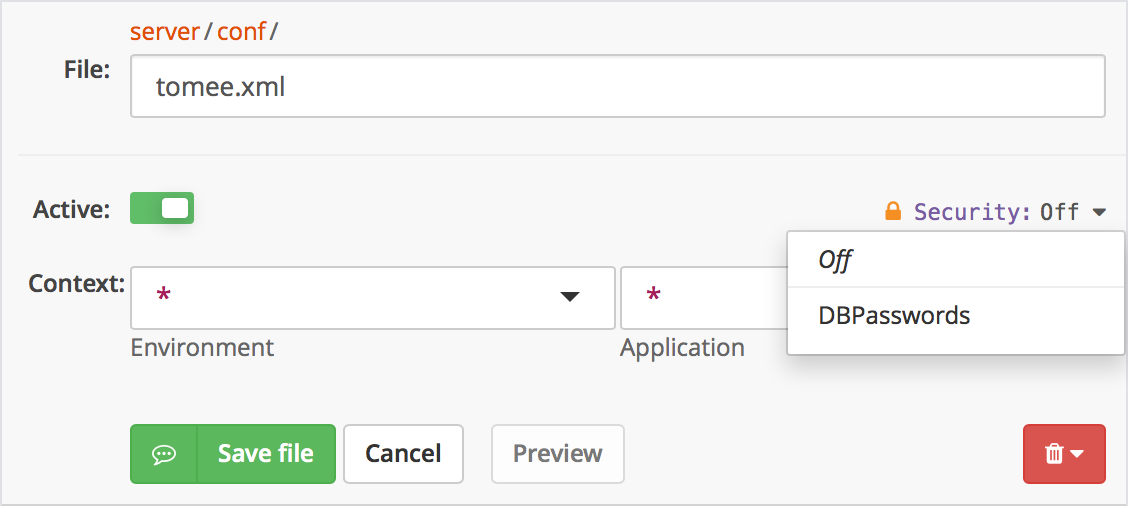 server / conf /
File:
tomee.xml
Active:
Security: Off
Off
DBPasswords
Context:
*
*
Environment
Application
Save file
Cancel
Preview